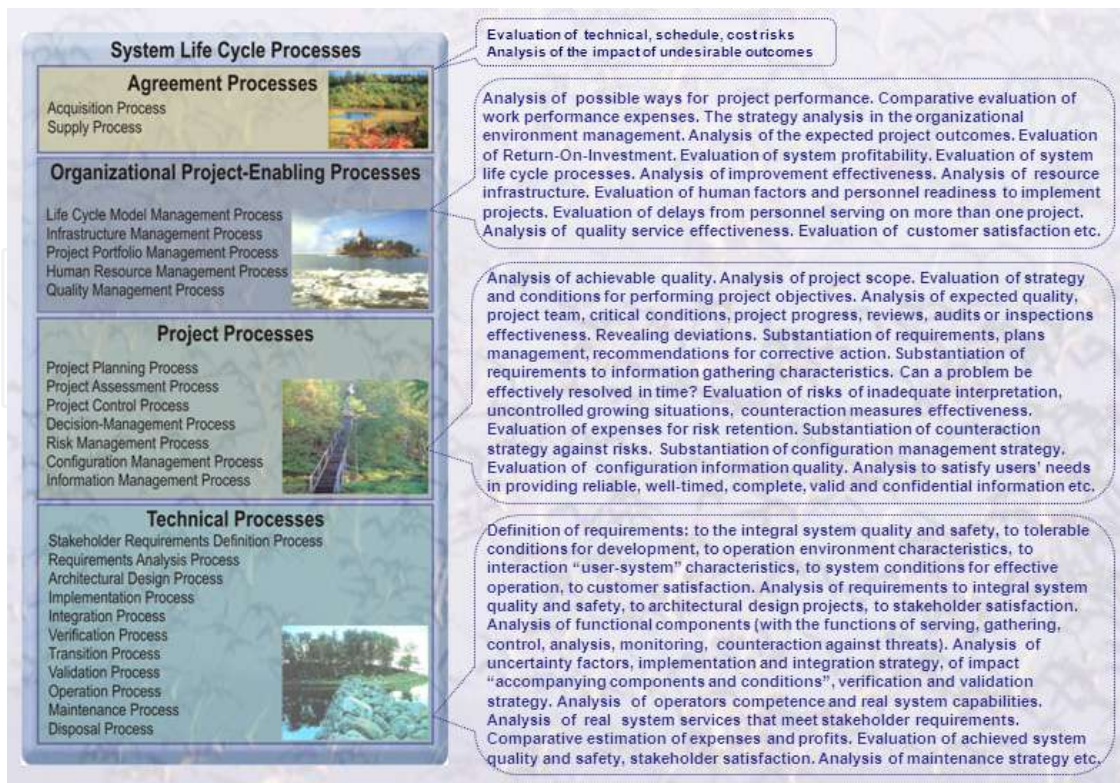 System Life Cycle Processes
Agreement Processes
Acquisition Process
Supply Process
Evaluation of technical, schedule, cost risks
Analysis of the impact of undesirable outcomes
Organizational Project-Enabling Processes
Life Cycle Model Management Process
Infrastructure Management Process
Project Portfolio Management Process
Human Resource Management Process
Quality Management Process
Analysis of possible ways for project performance. Comparative evaluation of
work performance expenses. The strategy analysis in the organizational
environment management. Analysis of the expected project outcomes. Evaluation
of Return-On-Investment. Evaluation of system profitability. Evaluation of system
life cycle processes. Analysis of improvement effectiveness. Analysis of resource
infrastructure. Evaluation of human factors and personnel readiness to implement
projects. Evaluation of delays from personnel serving on more than one project.
Analysis of quality service effectiveness. Evaluation of customer satisfaction etc.
Project Processes
Project Planning Process
Project Assessment Process
Project Control Process
Decision-Management Process
Risk Management Process
Configuration Management Process
Information Management Process
Analysis of achievable quality. Analysis of project scope. Evaluation of strategy
and conditions for performing project objectives. Analysis of expected quality,
project team, critical conditions, project progress, reviews, audits or inspections
effectiveness. Revealing deviations. Substantiation of requirements, plans
management, recommendations for corrective action. Substantiation of
requirements to information gathering characteristics. Can a problem be
effectively resolved in time? Evaluation of risks of inadequate interpretation,
uncontrolled growing situations, counteraction measures effectiveness.
Evaluation of expenses for risk retention. Substantiation of counteraction
strategy against risks. Substantiation of configuration management strategy.
Evaluation of configuration information quality. Analysis to satisfy users' needs
in providing reliable, well-timed, complete, valid and confidential information etc.
Technical Processes
Stakeholder Requirements Definition Process
Requirements Analysis Process
Architectural Design Process
Implementation Process
Integration Process
Verification Process
Transition Process
Validation Process
Operation Process
Maintenance Process
Disposal Process
Definition of requirements: to the integral system quality and safety, to tolerable
conditions for development, to operation environment characteristics, to
interaction "user-system" characteristics, to system conditions for effective
operation, to customer satisfaction. Analysis of requirements to integral system
quality and safety, to architectural design projects, to stakeholder satisfaction.
Analysis of functional components (with the functions of serving, gathering,
control, analysis, monitoring, counteraction against threats). Analysis of
uncertainty factors, implementation and integration strategy, of impact
"accompanying components and conditions", verification and validation
strategy. Analysis of operators competence and real system capabilities.
Analysis of real system services that meet stakeholder requirements.
Comparative estimation of expenses and profits. Evaluation of achieved system
quality and safety, stakeholder satisfaction. Analysis of maintenance strategy etc.